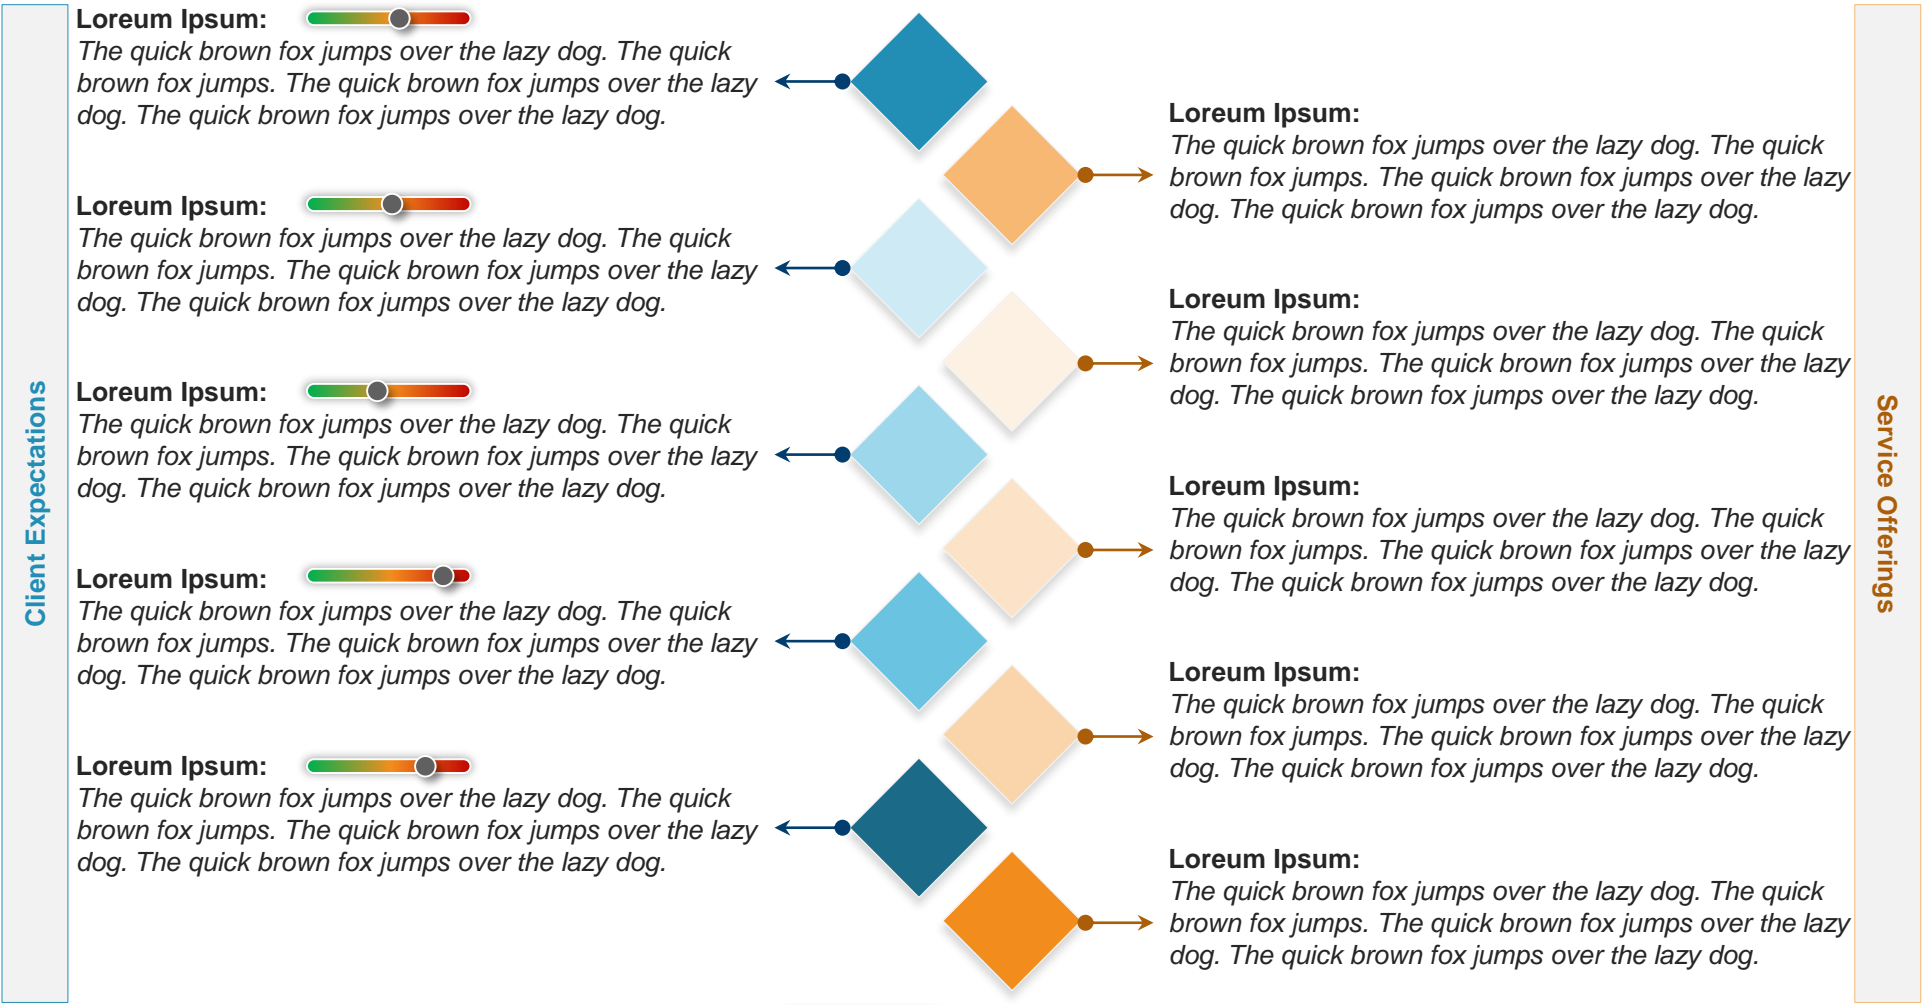 Client Expectations
Loreum Ipsum:
The quick brown fox jumps over the lazy dog. The quick
brown fox jumps. The quick brown fox jumps over the lazy
dog. The quick brown fox jumps over the lazy dog.
Loreum Ipsum:
The quick brown fox jumps over the lazy dog. The quick
brown fox jumps. The quick brown fox jumps over the lazy
dog. The quick brown fox jumps over the lazy dog.
Loreum Ipsum:
The quick brown fox jumps over the lazy dog. The quick
brown fox jumps. The quick brown fox jumps over the lazy
dog. The quick brown fox jumps over the lazy dog.
Loreum Ipsum:
The quick brown fox jumps over the lazy dog. The quick
brown fox jumps. The quick brown fox jumps over the lazy
dog. The quick brown fox jumps over the lazy dog.
Loreum Ipsum:
The quick brown fox jumps over the lazy dog. The quick
brown fox jumps. The quick brown fox jumps over the lazy
dog. The quick brown fox jumps over the lazy dog.
Loreum Ipsum:
The quick brown fox jumps over the lazy dog. The quick
brown fox jumps. The quick brown fox jumps over the lazy
dog. The quick brown fox jumps over the lazy dog.
Loreum Ipsum:
The quick brown fox jumps over the lazy dog. The quick
brown fox jumps. The quick brown fox jumps over the lazy
dog. The quick brown fox jumps over the lazy dog.
Loreum Ipsum:
The quick brown fox jumps over the lazy dog. The quick
brown fox jumps. The quick brown fox jumps over the lazy
dog. The quick brown fox jumps over the lazy dog.
Loreum Ipsum:
The quick brown fox jumps over the lazy dog. The quick
brown fox jumps. The quick brown fox jumps over the lazy
dog. The quick brown fox jumps over the lazy dog.
Loreum Ipsum:
The quick brown fox jumps over the lazy dog. The quick
brown fox jumps. The quick brown fox jumps over the lazy
dog. The quick brown fox jumps over the lazy dog.
Service Offerings